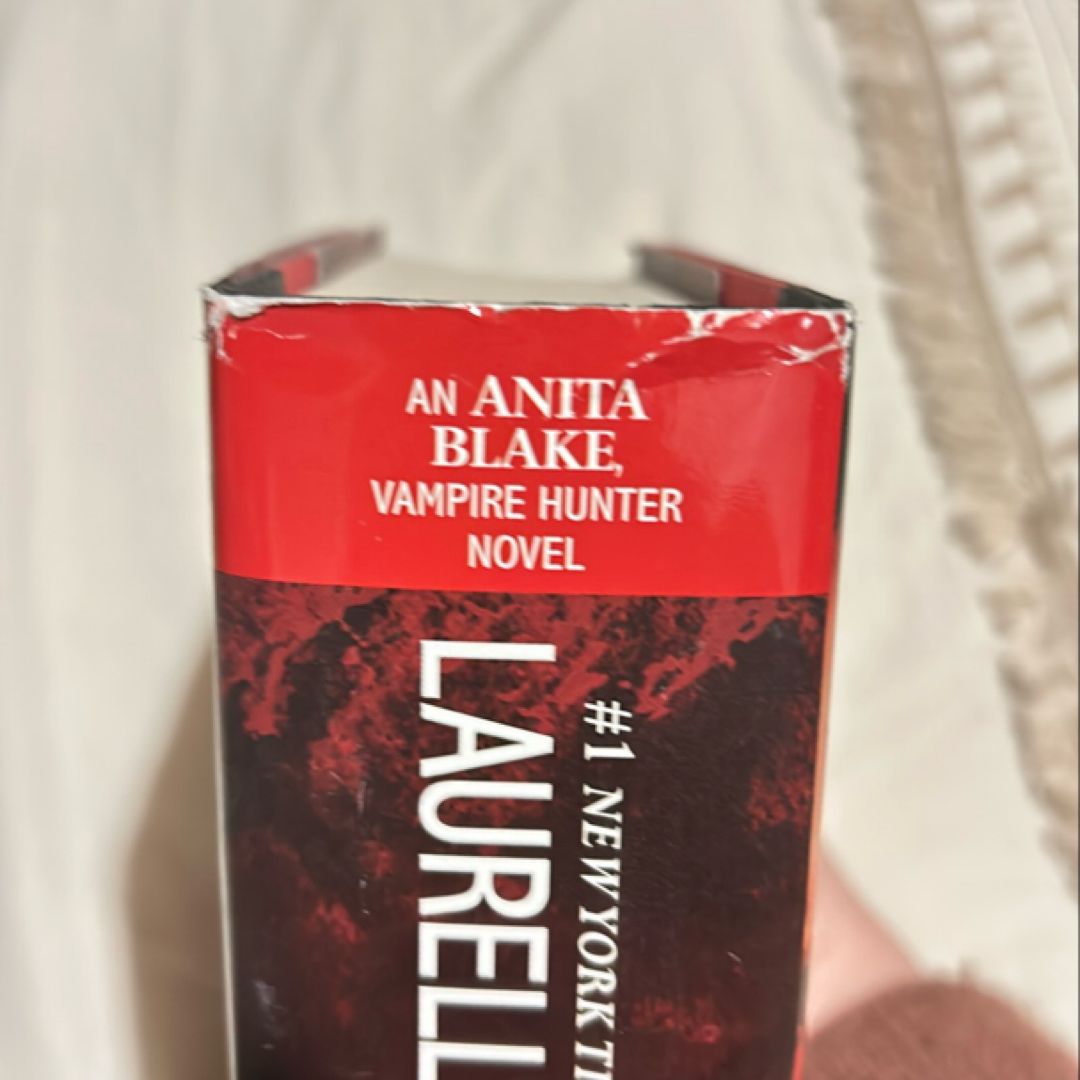 AN ANITA
BLAKE,
VAMPIRE HUNTER
NOVEL
LAURELL
#1 NEW YORK